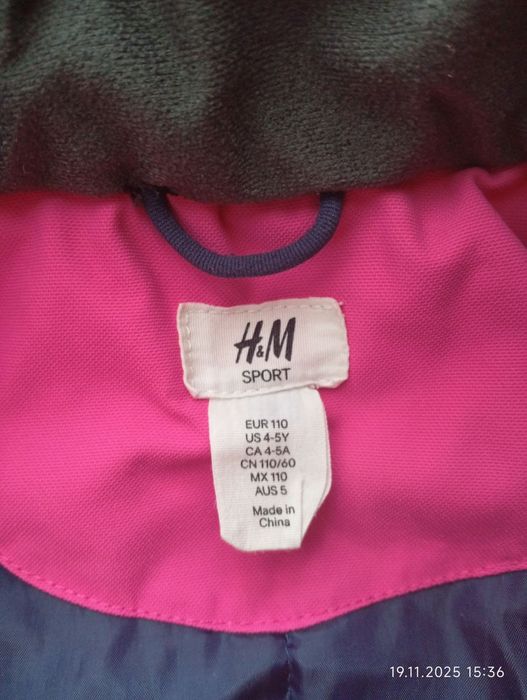 H&M
SPORT
EUR 110
US 4-5Y
CA 4-5A
CN 110/60
MX 110
AUS 5
Made in
China
19.11.2025 15:36